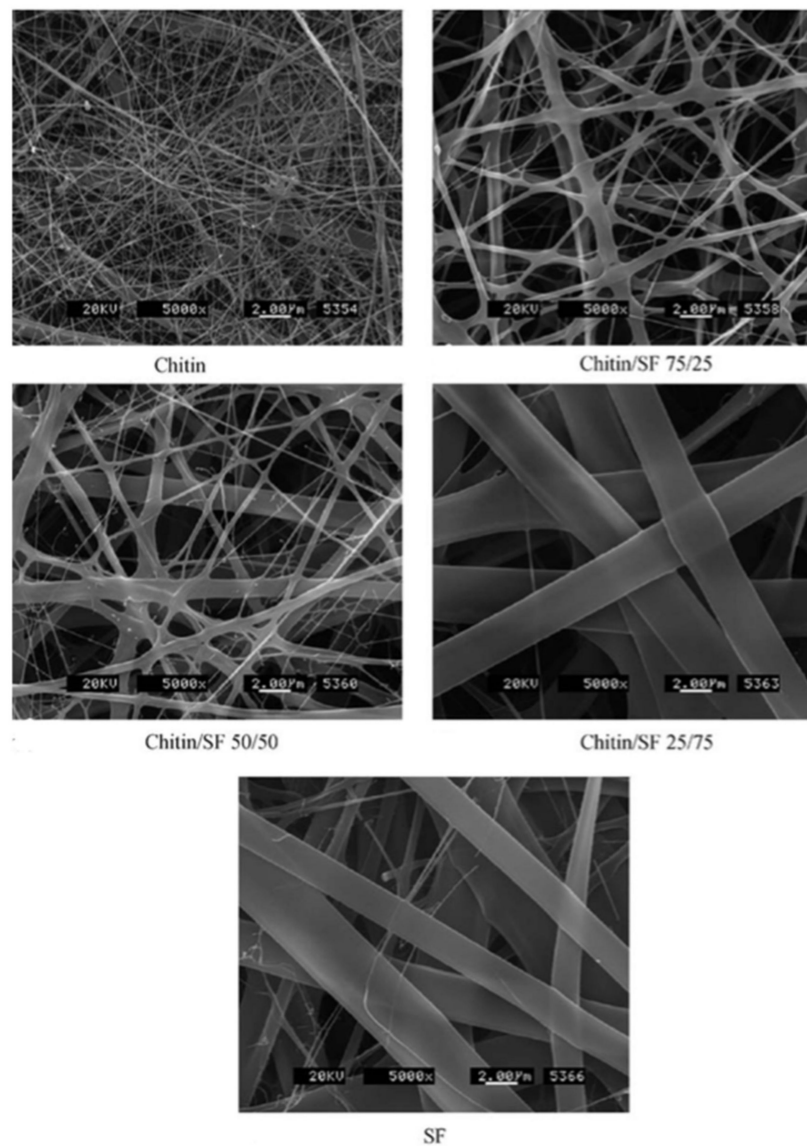 20KV 5000x 2.00μm 5354
20KV 5000x 2.00μm 5358
Chitin
Chitin/SF 75/25
20KV 5000x 2.00μm 5360
20KV 5000x 2.00μm 5363
Chitin/SF 50/50
Chitin/SF 25/75
20KV 5000x 2.00μm 5366
SF